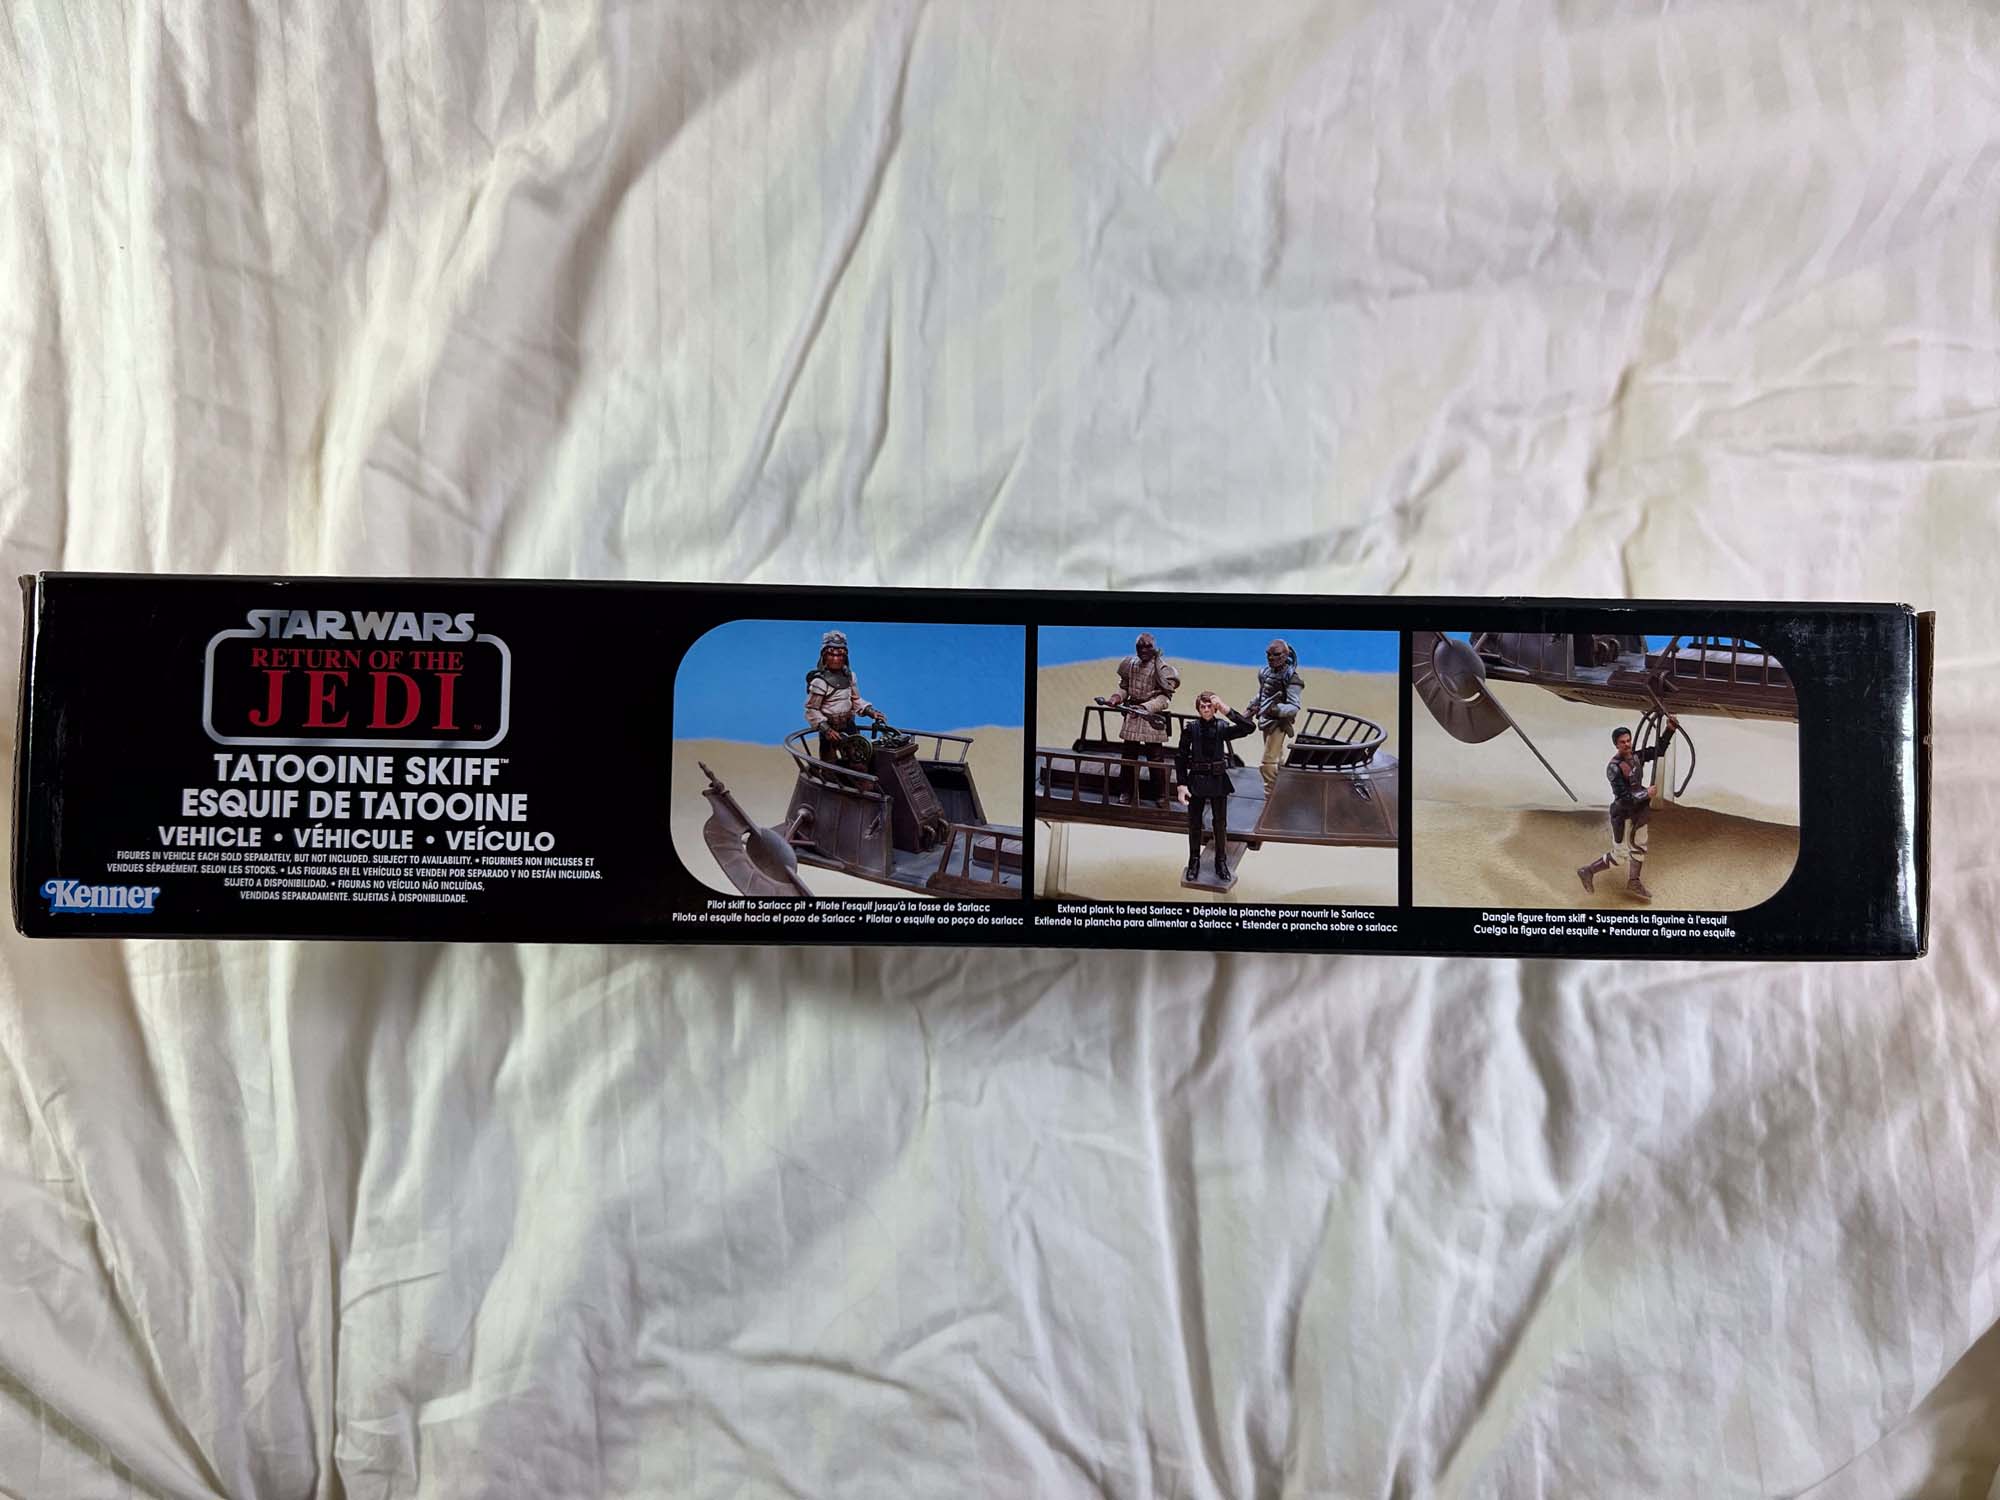 STAR WARS
RETURN OF THE
JEDI™
TATOOINE SKIFF™
ESQUIF DE TATOOINE
VEHICLE • VÉHICULE • VEÍCULO
FIGURES IN VEHICLE EACH SOLD SEPARATELY, BUT NOT INCLUDED. SUBJECT TO AVAILABILITY. • FIGURINES NON INCLUSES ET
VENDUES SÉPARÉMENT. SELON LES STOCKS. • LAS FIGURAS EN EL VEHÍCULO SE VENDEN POR SEPARADO Y NO ESTÁN INCLUIDAS.
SUJETO A DISPONIBILIDAD. • FIGURAS NO VEÍCULO NÃO INCLUÍDAS,
VENDIDAS SEPARADAMENTE. SUJEITAS À DISPONIBILIDADE.
Kenner
Pilot skiff to Sarlacc pit • Pilote l'esquif jusqu'à la fosse de Sarlacc
Pilota el esquife hacia el pozo de Sarlacc • Pilotar o esquife ao poço do sarlacc
Extend plank to feed Sarlacc • Déploie la planche pour nourrir le Sarlacc
Extiende la plancha para alimentar a Sarlacc • Estender a prancha sobre o sarlacc
Dangle figure from skiff • Suspends la figurine à l'esquif
Cuelga la figura del esquife • Pendurar a figura no esquife